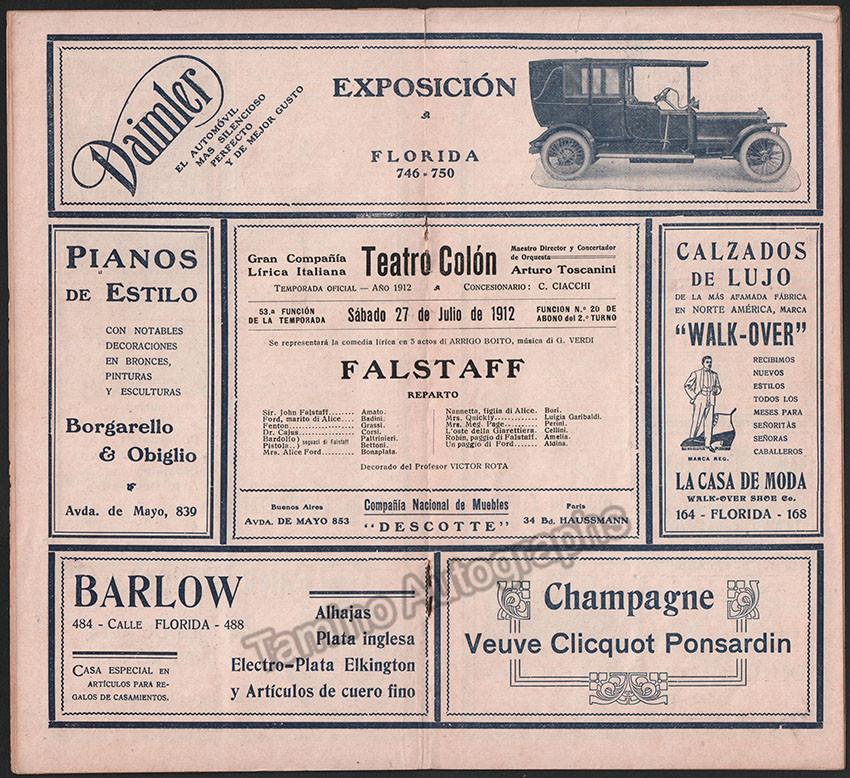 Daimler
EL AUTOMÓVIL
MAS SILENCIOSO
PERFECTO
Y DE MEJOR GUSTO
EXPOSICIÓN
FLORIDA
746-750
PIANOS
DE ESTILO
CON NOTABLES
DECORACIONES
EN BRONCES,
PINTURAS
Y ESCULTURAS
Borgarello
& Obiglio
Avda. de Mayo, 839
Gran Compañía
Lírica Italiana
Teatro Colón
Maestro Director y Concertador
de Orquesta
Arturo Toscanini
TEMPORADA OFICIAL — AÑO 1912
CONCESIONARIO: C. CIACCHI
53.ª FUNCIÓN
DE LA TEMPORADA
Sábado 27 de Julio de 1912
FUNCION N.º 20 DE
ABONO del 2.º TURNO
Se representará la comedia lírica en 3 actos di ARRIGO BOITO, música di G. VERDI
FALSTAFF
REPARTO
Sir. John Falstaff........ Amato.
Ford, marito di Alice.... Badini.
Fenton.................. Grassi.
Dr. Cajus............... Corsi.
Bardolfo) seguaci di Falstaff Paltrinieri.
Pistola..) Bettoni.
Mrs. Alice Ford......... Bonaplata.
Nannetta, figlia di Alice. Bori.
Mrs. Quickly............ Luigia Garibaldi.
Mrs. Meg. Page.......... Perini.
L'oste della Giarettiera. Cellini.
Robin, paggio di Falstaff. Amelia.
Un paggio di Ford....... Aldina.
Decorado del Profesor VICTOR ROTA
Buenos Aires
AVDA. DE MAYO 853
Compañía Nacional de Muebles
"DESCOTTE"
Paris
34 Bd. HAUSSMANN
CALZADOS
DE LUJO
DE LA MÁS AFAMADA FÁBRICA
EN NORTE AMÉRICA, MARCA
"WALK-OVER"
RECIBIMOS
NUEVOS
ESTILOS
TODOS LOS
MESES PARA
SEÑORITÀS
SEÑORAS
CABALLEROS
MARCA REG.
LA CASA DE MODA
WALK-OVER SHOE Co.
164 - FLORIDA - 168
BARLOW
484 - CALLE FLORIDA - 488
CASA ESPECIAL EN
ARTÍCULOS PARA RE-
GALOS DE CASAMIENTOS.
Alhajas
Plata inglesa
Electro-Plata Elkington
y Artículos de cuero fino
Champagne
Veuve Clicquot Ponsardin
Tamino Autographs